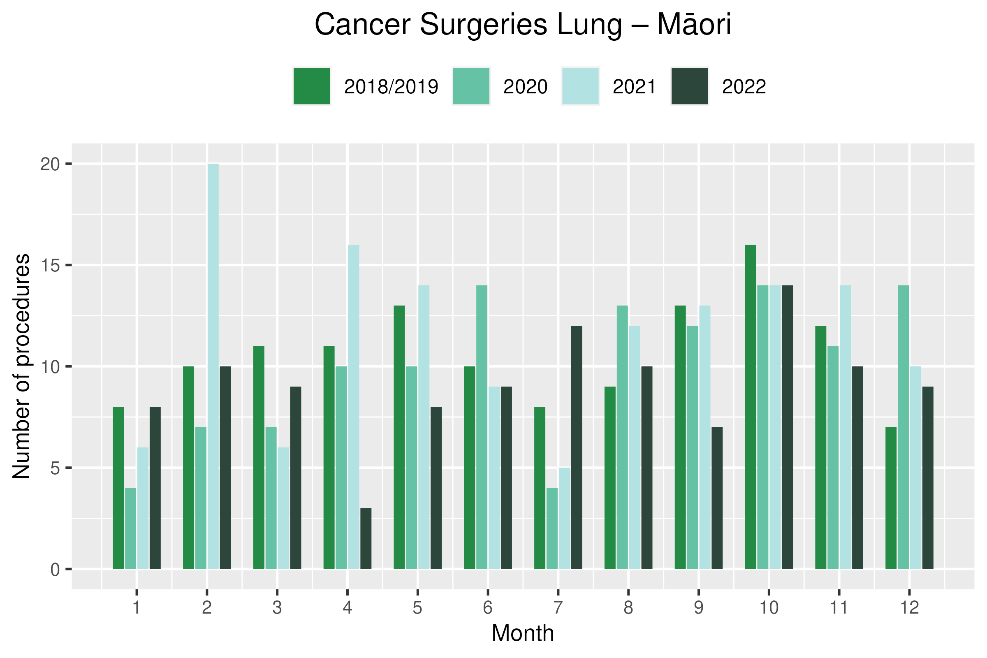 Cancer Surgeries Lung – Māori
2018/2019 2020 2021 2022
20
15
10
5
0
Number of procedures
1 2 3 4 5 6 7 8 9 10 11 12
Month